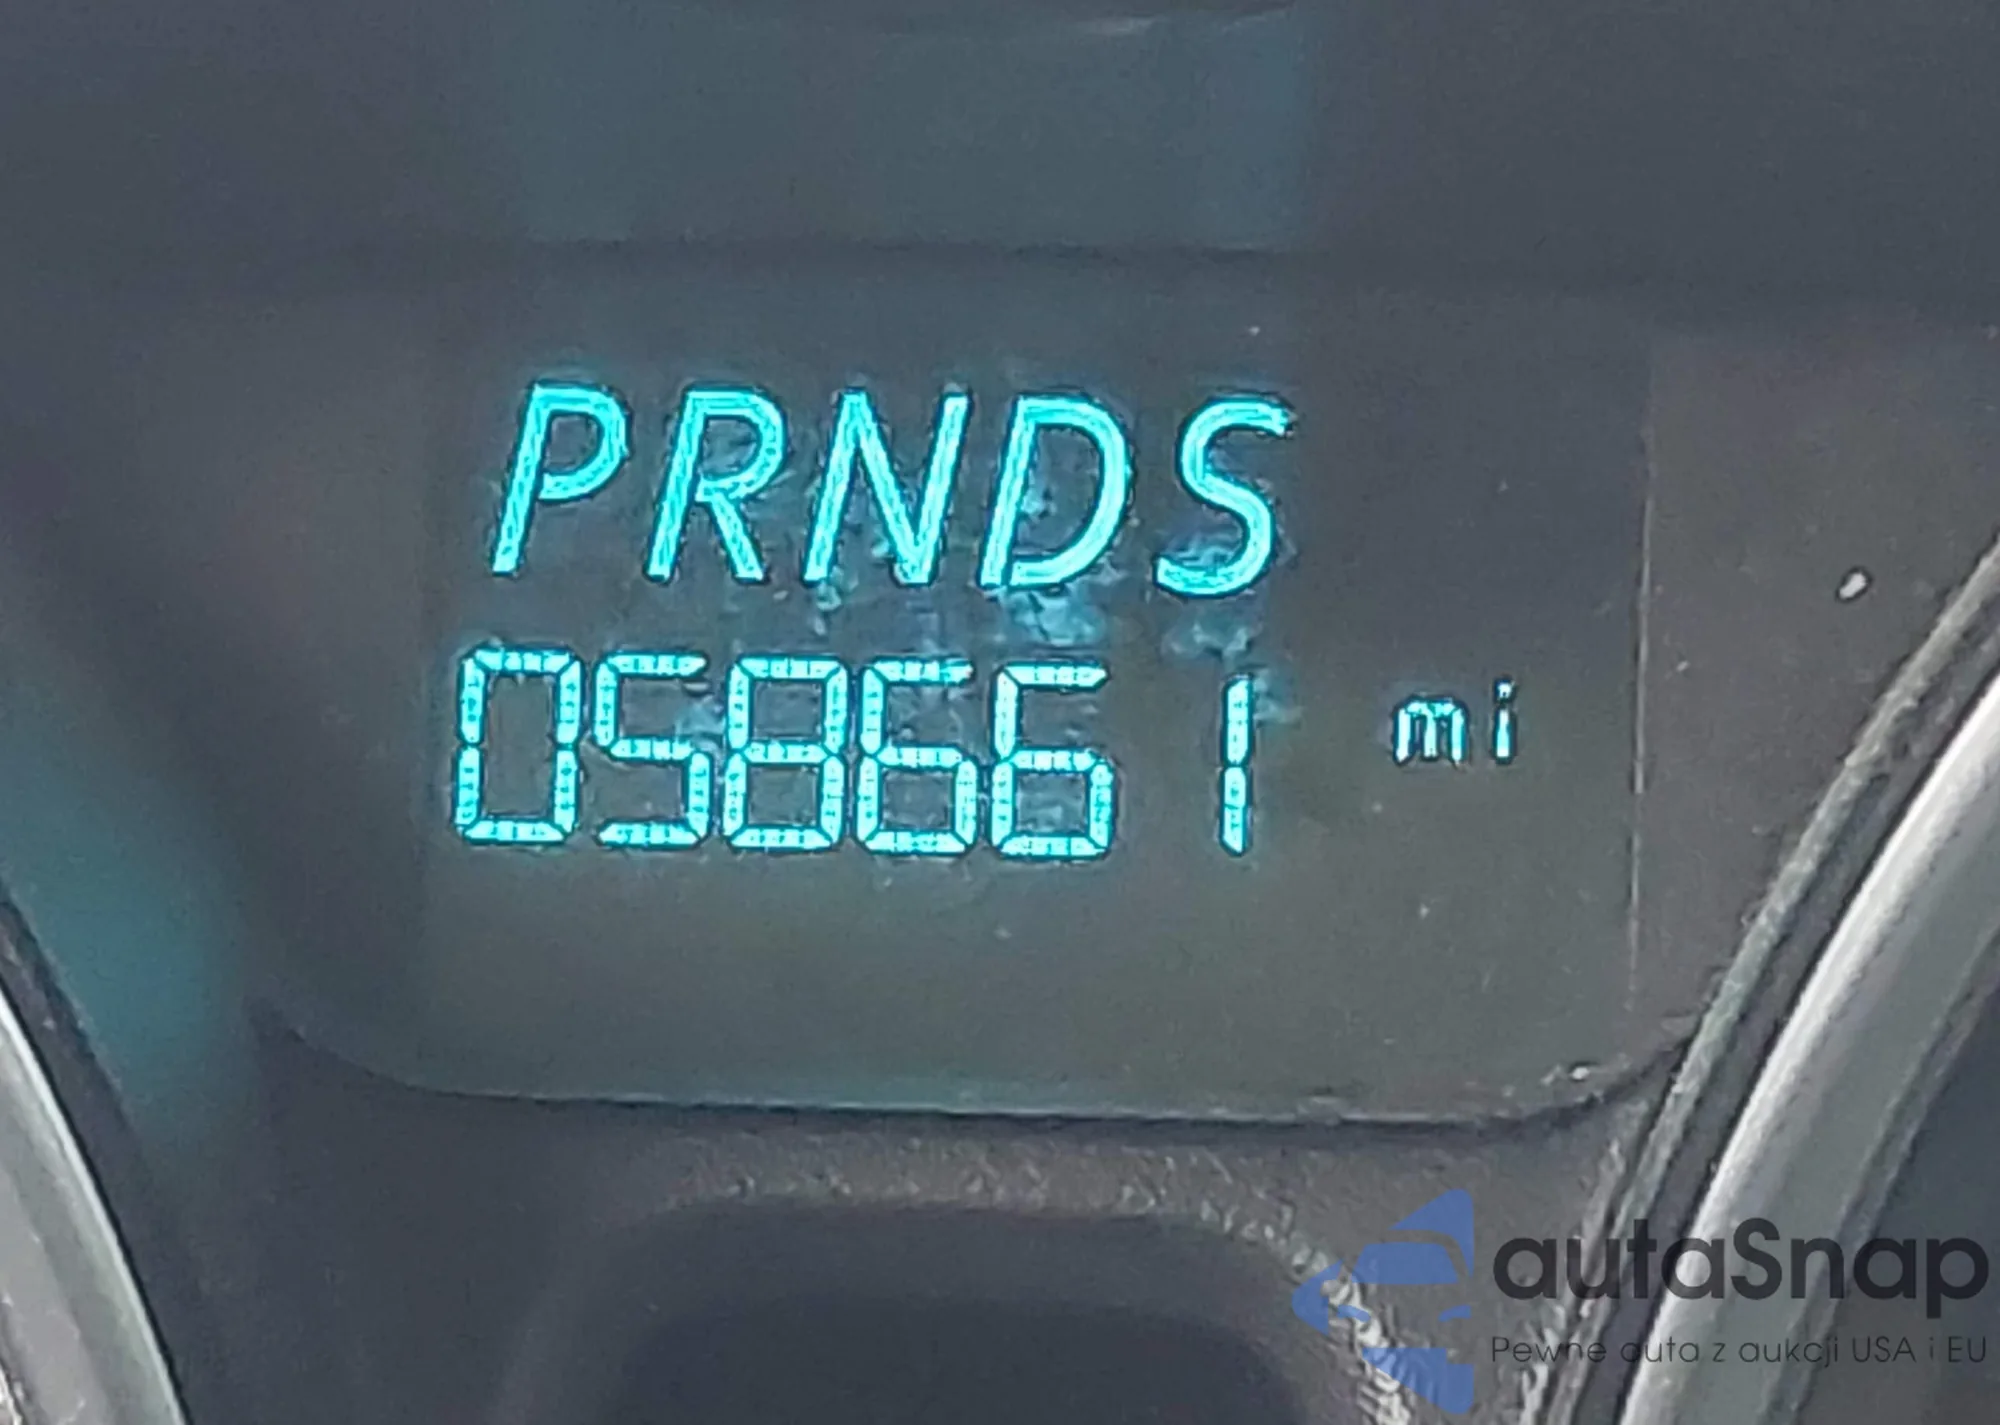 PRNDS
058661 mi
autaSnap
Pewne auta z aukcji USA i EU